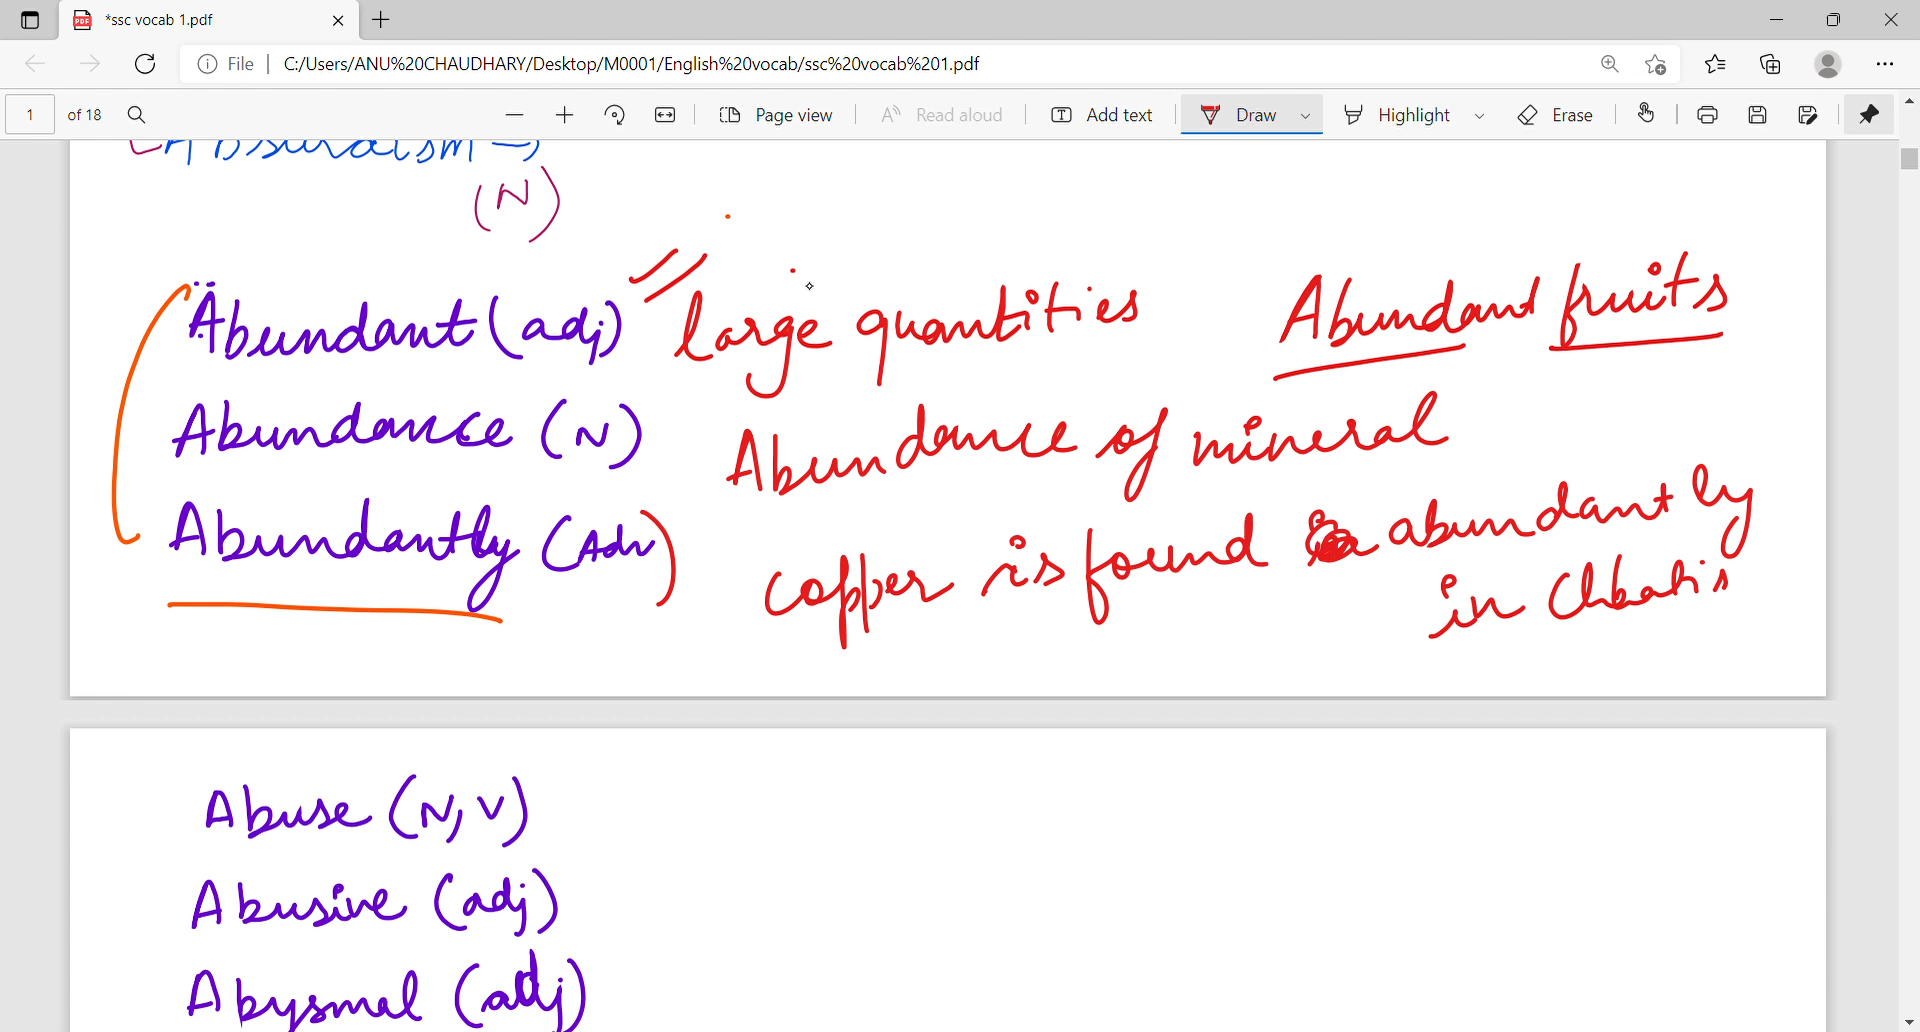 *ssc vocab 1.pdf
File
C:/Users/ANU%20CHAUDHARY/Desktop/M0001/English%20vocab/ssc%20vocab%201.pdf
1 of 18
Page view
Read aloud
Add text
Draw
Highlight
Erase
Absurdism →
(N)
Abundant (adj) large quantities Abundant fruits
Abundance (N) Abundance of mineral
Abundantly (Adv) copper is found abundantly
in
Abuse (N, V)
Abusive (adj)
Abysmal (adj)